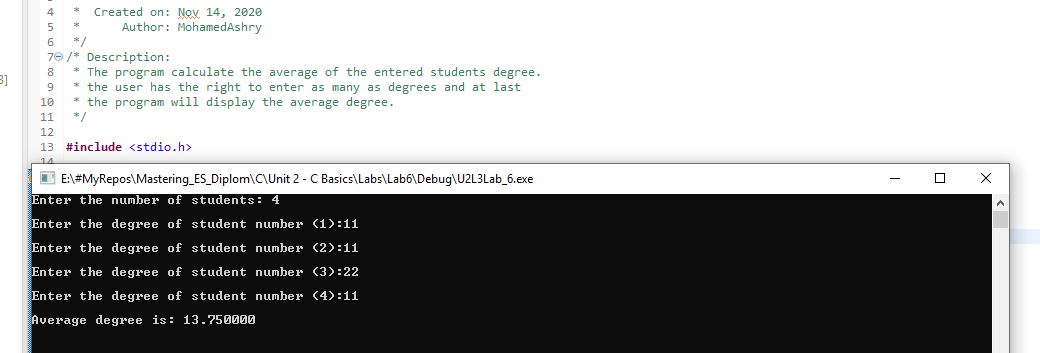 4 * Created on: Nov 14, 2020
5 * Author: MohamedAshry
6 */
7 /* Description:
8 * The program calculate the average of the entered students degree.
9 * the user has the right to enter as many as degrees and at last
10 * the program will display the average degree.
11 */
12
13 #include <stdio.h>
14
E:\#MyRepos\Mastering_ES_Diplom\C\Unit 2 - C Basics\Labs\Lab6\Debug\U2L3Lab_6.exe
Enter the number of students: 4
Enter the degree of student number (1):11
Enter the degree of student number (2):11
Enter the degree of student number (3):22
Enter the degree of student number (4):11
Average degree is: 13.750000